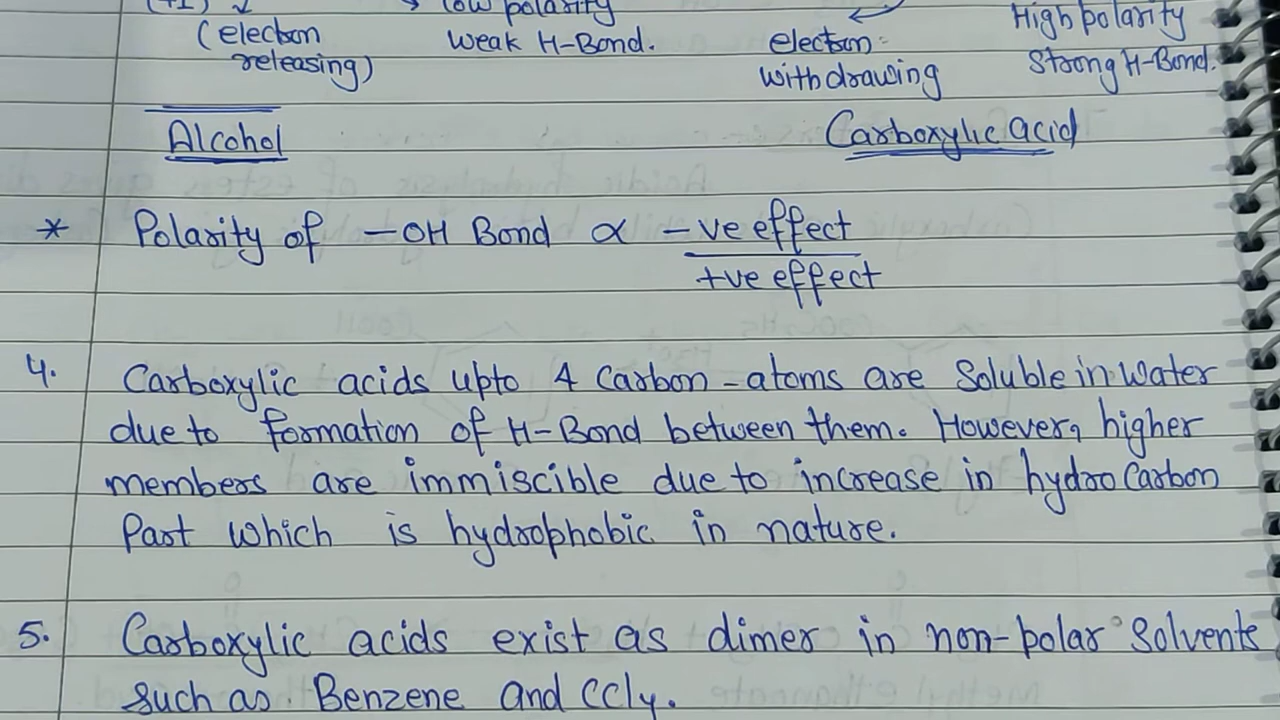 (+I) ↓ → low polarity High polarity
(electron weak H-Bond. electron- Strong H-Bond.
releasing) withdrawing
Alcohol Carboxylic acid
* Polarity of -OH Bond ∝ -ve effect
+ve effect
4. Carboxylic acids upto 4 Carbon-atoms are Soluble in Water
due to formation of H-Bond between them. However, higher
members are immiscible due to increase in hydro Carbon
Part which is hydrophobic in nature.
5. Carboxylic acids exist as dimer in non-polar Solvents
such as Benzene and CCl4.